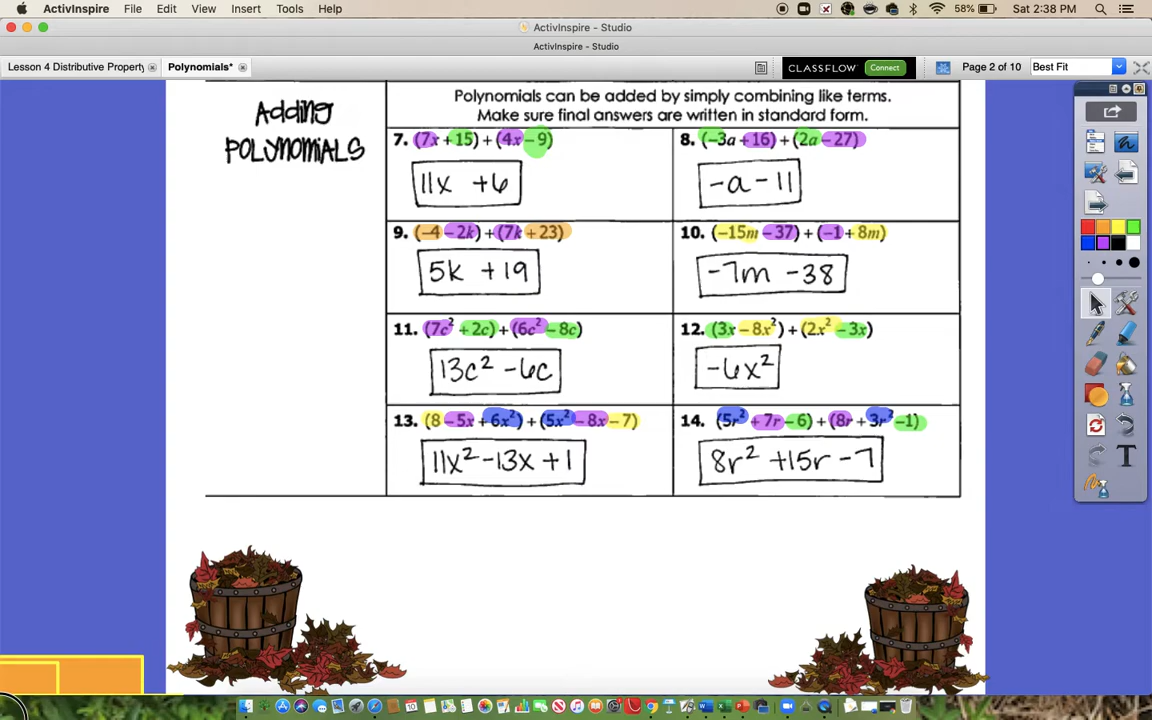 ActivInspire File Edit View Insert Tools Help 58% Sat 2:38 PM
ActivInspire - Studio
ActivInspire - Studio
Lesson 4 Distributive Property Polynomials* CLASSFLOW Connect Page 2 of 10 Best Fit
Adding
POLYNOMIALS
Polynomials can be added by simply combining like terms.
Make sure final answers are written in standard form.
7. (7x + 15) + (4x − 9)
11x + 6
8. (−3a + 16) + (2a − 27)
-a - 11
9. (−4 − 2k) + (7k + 23)
5k + 19
10. (−15m − 37) + (−1 + 8m)
-7m - 38
11. (7c² + 2c) + (6c² − 8c)
13c² - 6c
12. (3x − 8x²) + (2x² − 3x)
-6x²
13. (8 − 5x + 6x²) + (5x² − 8x − 7)
11x² - 13x + 1
14. (5r² + 7r − 6) + (8r + 3r² − 1)
8r² + 15r - 7